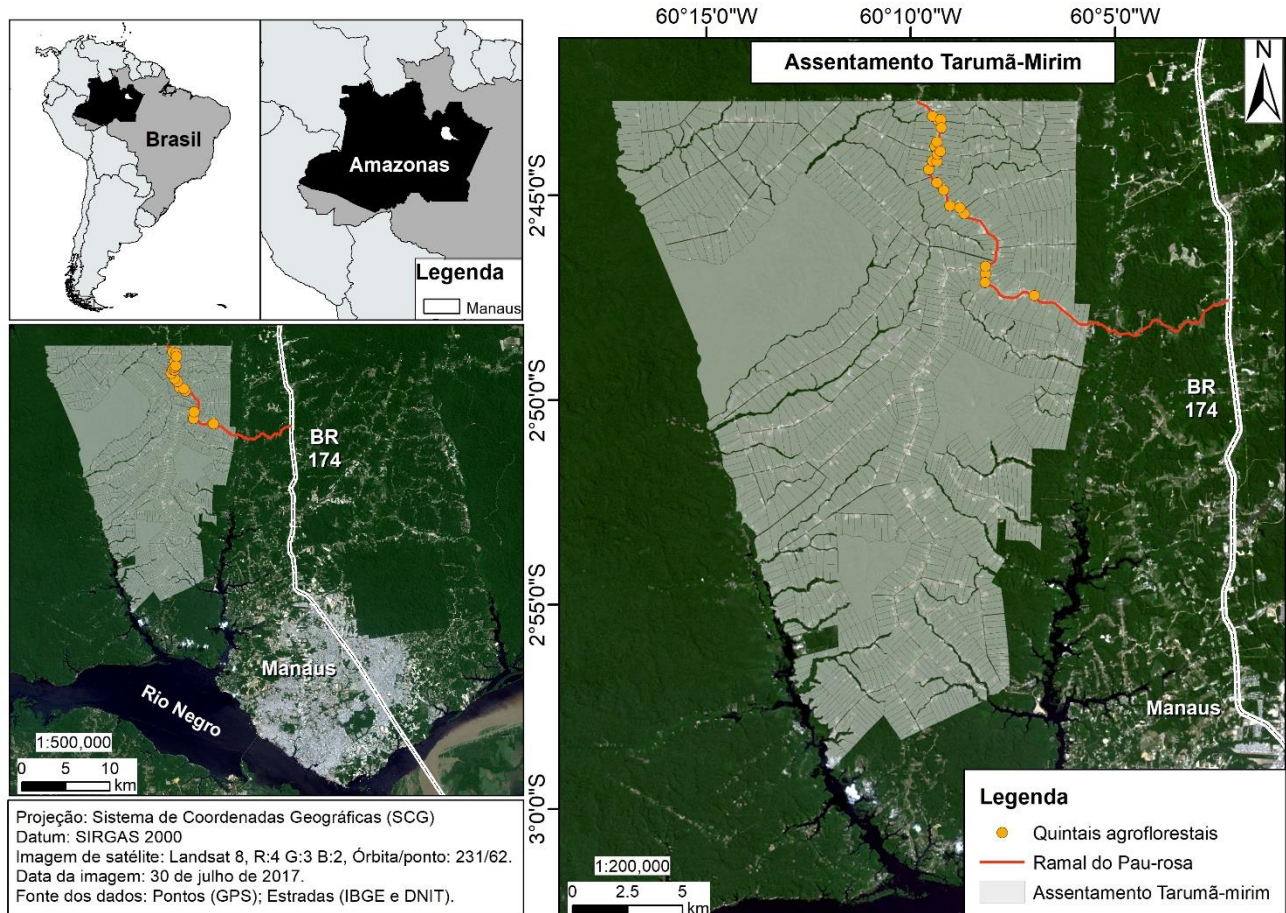 Brasil
Amazonas
Legenda
Manaus
BR
174
Manaus
Rio Negro
1:500,000
0 5 10
km
Projeção: Sistema de Coordenadas Geográficas (SCG)
Datum: SIRGAS 2000
Imagem de satélite: Landsat 8, R:4 G:3 B:2, Órbita/ponto: 231/62.
Data da imagem: 30 de julho de 2017.
Fonte dos dados: Pontos (GPS); Estradas (IBGE e DNIT).
60°15'0"W 60°10'0"W 60°5'0"W
Assentamento Tarumã-Mirim
N
2°45'0"S
2°50'0"S
2°55'0"S
3°0'0"S
BR
174
Manaus
1:200,000
0 2.5 5
km
Legenda
Quintais agroflorestais
Ramal do Pau-rosa
Assentamento Tarumã-mirim